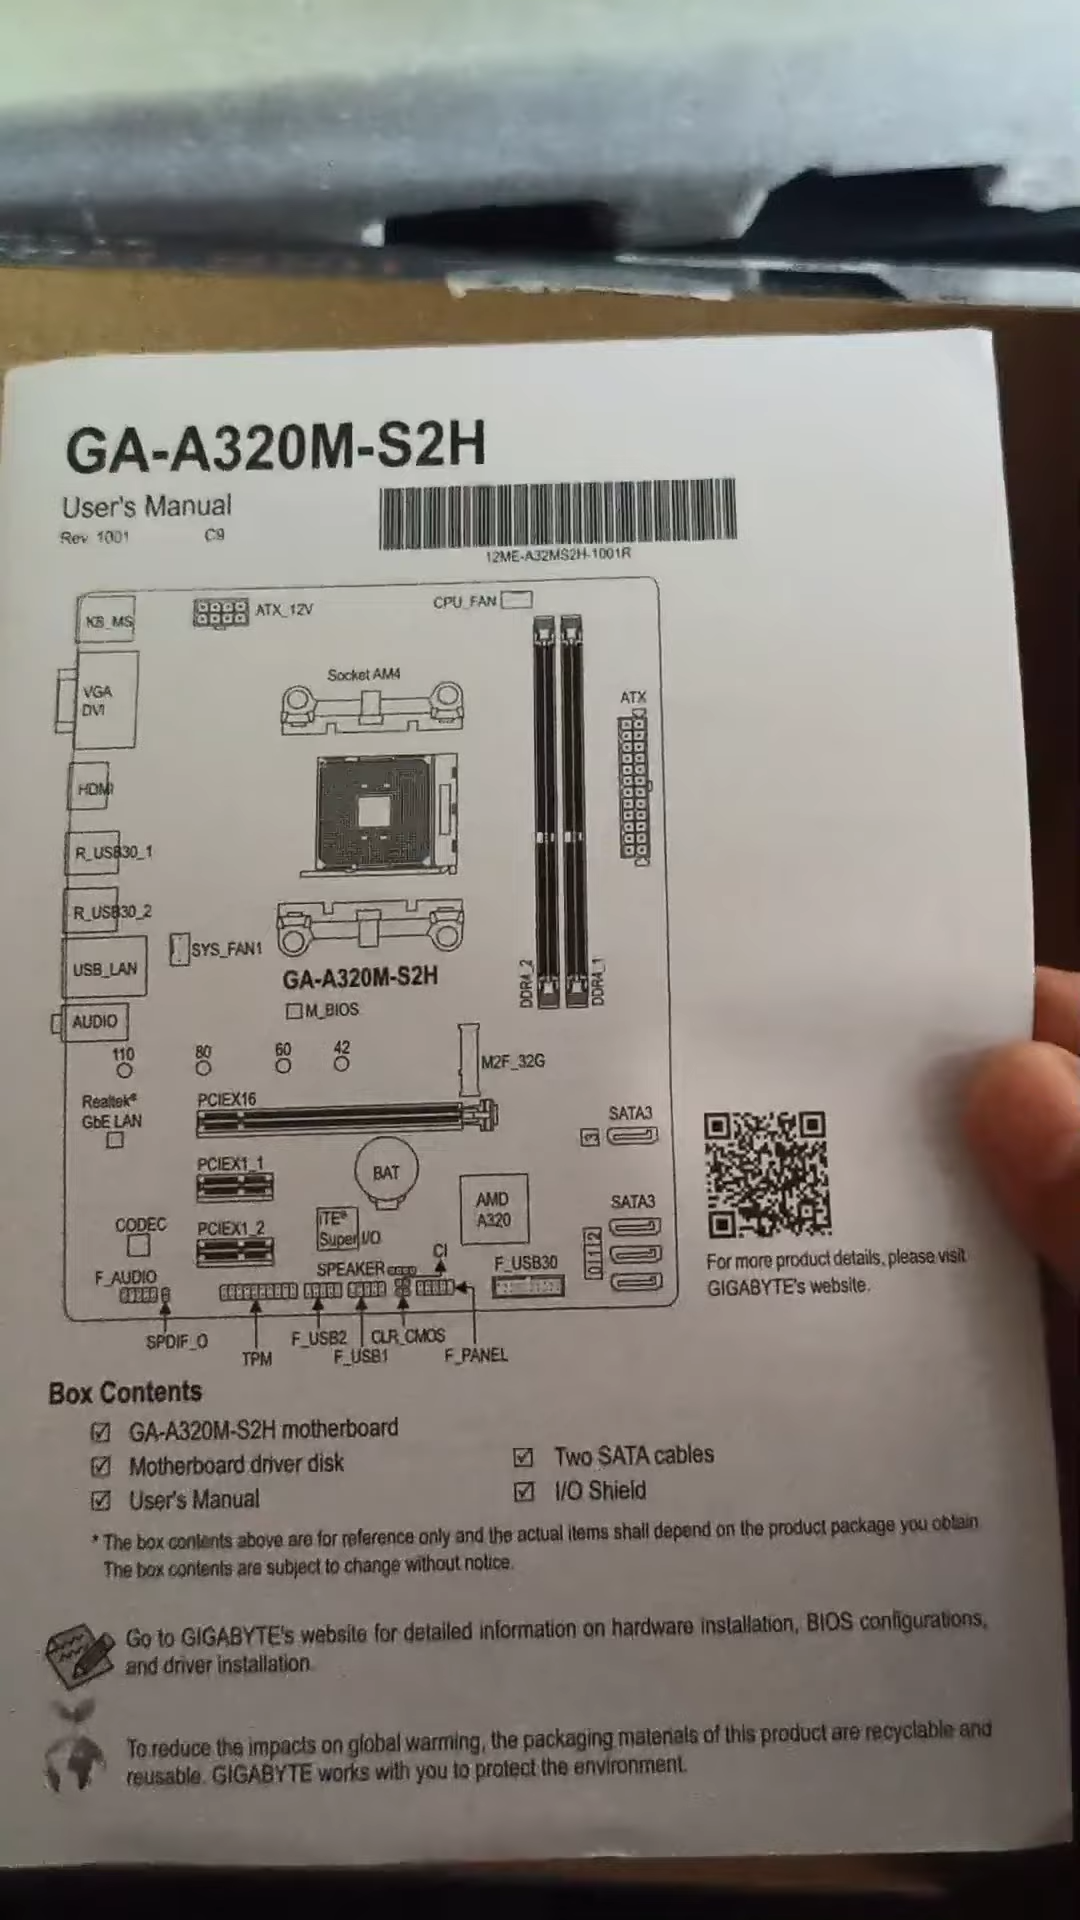 GA-A320M-S2H
User's Manual
Rev. 1001 C9
12ME-A32MS2H-1001R
KB_MS
ATX_12V
CPU_FAN
Socket AM4
VGA
DVI
ATX
HDMI
R_USB30_1
R_USB30_2
SYS_FAN1
USB_LAN
GA-A320M-S2H
DDR4_2
DDR4_1
M_BIOS
AUDIO
110 80 60 42
M2F_32G
Realtek®
GbE LAN
PCIEX16
SATA3
3
PCIEX1_1
BAT
AMD
A320
SATA3
CODEC
PCIEX1_2
iTE®
Super I/O
CI
0 1 2
F_AUDIO
SPEAKER
F_USB30
For more product details, please visit
GIGABYTE's website.
SPDIF_O
TPM
F_USB2
F_USB1
CLR_CMOS
F_PANEL
Box Contents
☑ GA-A320M-S2H motherboard
☑ Motherboard driver disk
☑ User's Manual
☑ Two SATA cables
☑ I/O Shield
* The box contents above are for reference only and the actual items shall depend on the product package you obtain.
The box contents are subject to change without notice.
Go to GIGABYTE's website for detailed information on hardware installation, BIOS configurations,
and driver installation.
To reduce the impacts on global warming, the packaging materials of this product are recyclable and
reusable. GIGABYTE works with you to protect the environment.